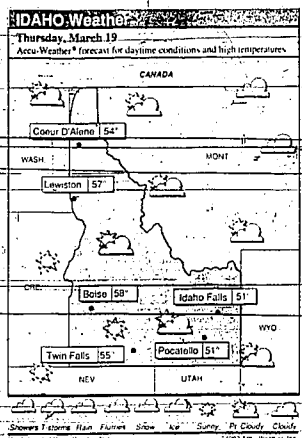 IDAHO Weather
Thursday, March 19
Accu-Weather® forecast for daytime conditions and high temperatures
CANADA
Coeur D'Alene 54°
WASH
MONT
Lewiston 57°
ORE
Boise 58°
Idaho Falls 51°
WYO
Twin Falls 55°
Pocatello 51°
NEV
UTAH
Showers T-storms Rain Flurries Snow Ice Sunny Pt Cloudy Cloudy